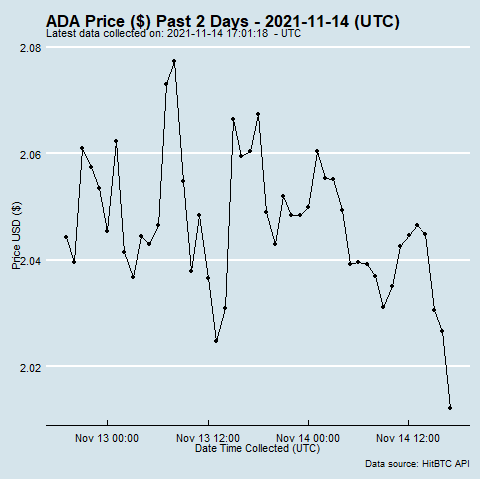 ADA Price ($) Past 2 Days - 2021-11-14 (UTC)
Latest data collected on: 2021-11-14 17:01:18 - UTC
2.08
2.06
2.04
2.02
Price USD ($)
Nov 13 00:00
Nov 13 12:00
Nov 14 00:00
Nov 14 12:00
Date Time Collected (UTC)
Data source: HitBTC API